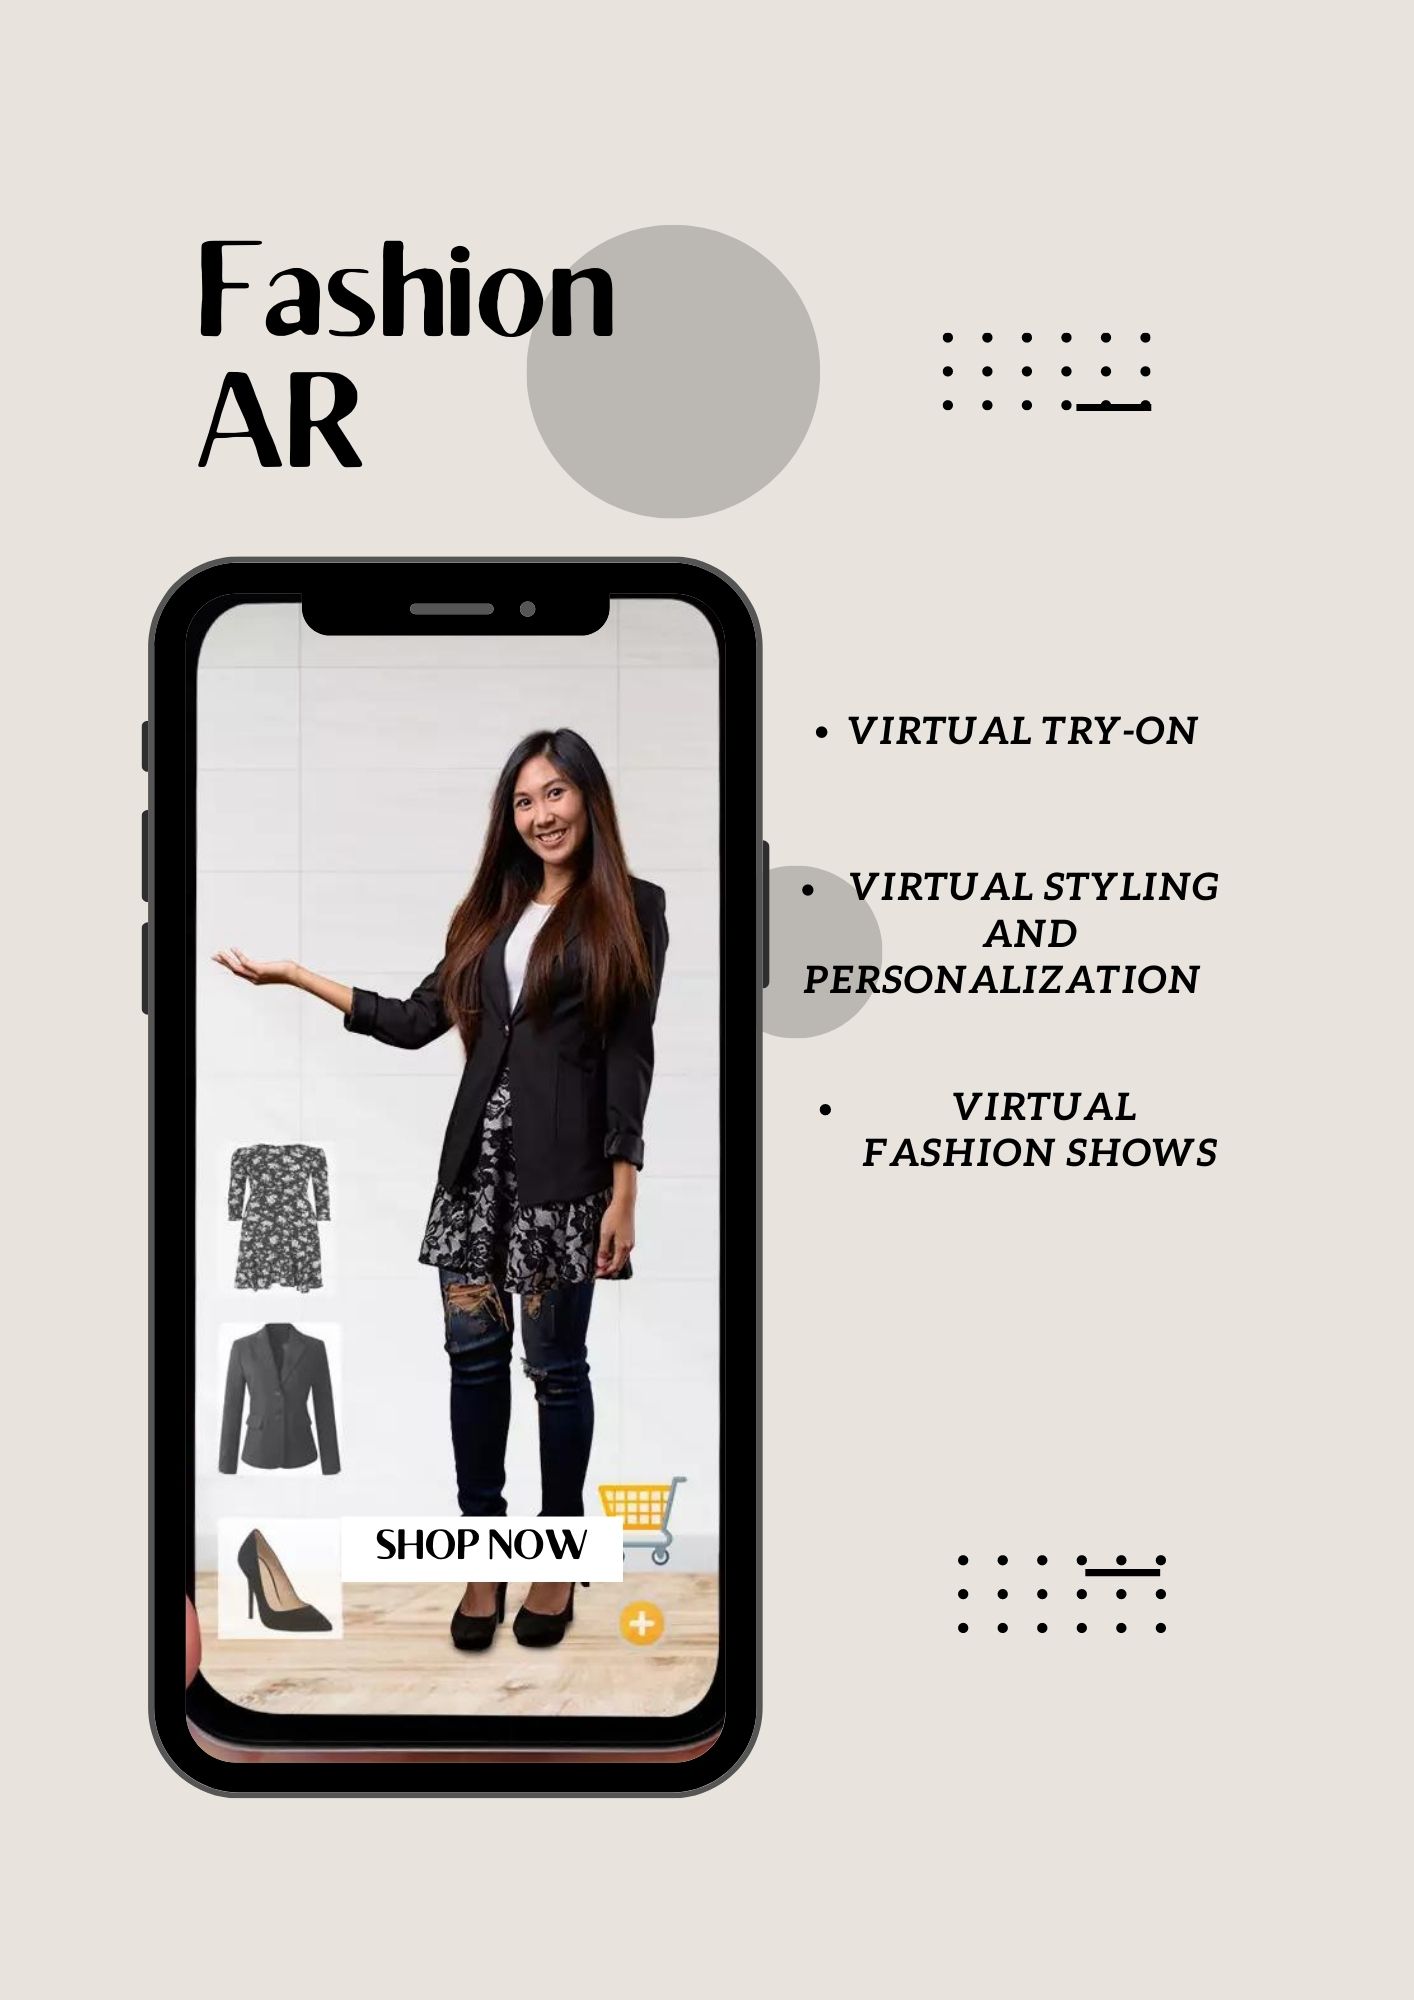 Fashion
AR
• VIRTUAL TRY-ON
• VIRTUAL STYLING
AND
PERSONALIZATION
• VIRTUAL
FASHION SHOWS
SHOP NOW